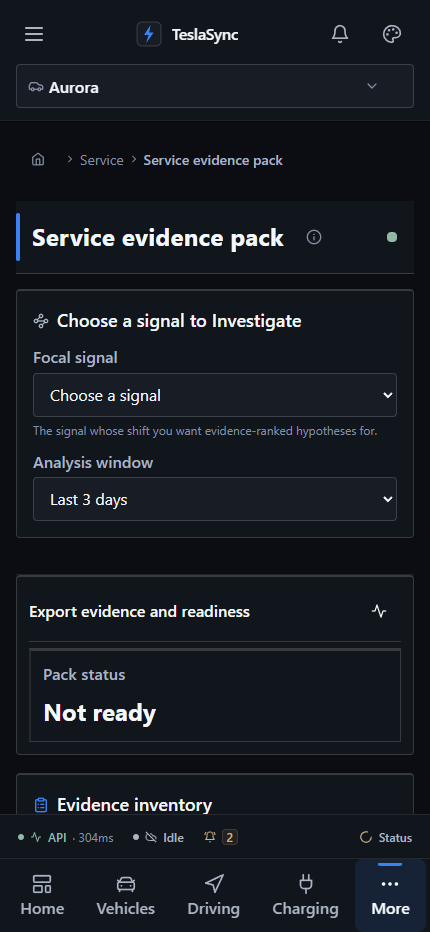 TeslaSync
Aurora
Service
Service evidence pack
Service evidence pack
Choose a signal to Investigate
Focal signal
Choose a signal
The signal whose shift you want evidence-ranked hypotheses for.
Analysis window
Last 3 days
Export evidence and readiness
Pack status
Not ready
Evidence inventory
API · 304ms Idle 2 Status
Home Vehicles Driving Charging More